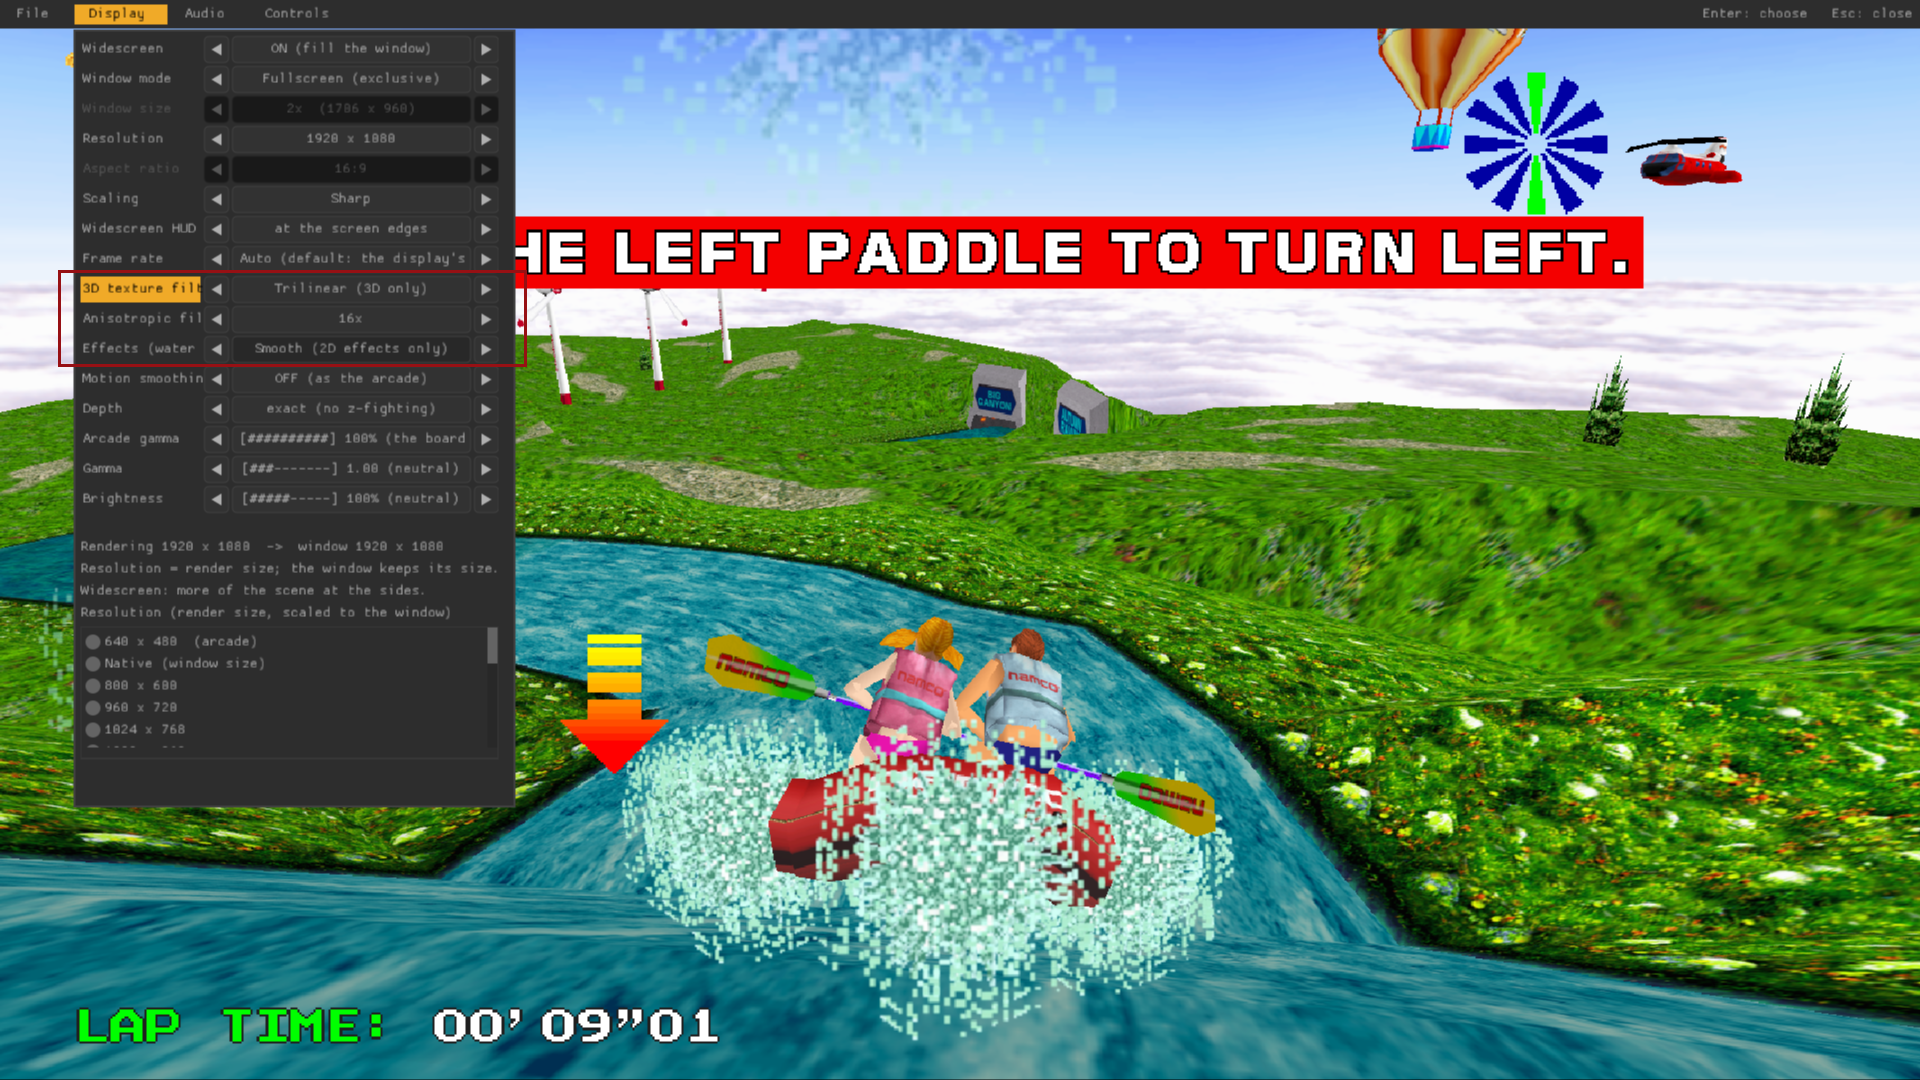 File Display Audio Controls Enter: choose Esc: close
Widescreen ON (fill the window)
Window mode Fullscreen (exclusive)
Window size 2x (1706 x 960)
Resolution 1920 x 1080
Aspect ratio 16:9
Scaling Sharp
Widescreen HUD at the screen edges
Frame rate Auto (default: the display's
3D texture filt Trilinear (3D only)
Anisotropic fil 16x
Effects (water Smooth (2D effects only)
Motion smoothin OFF (as the arcade)
Depth exact (no z-fighting)
Arcade gamma [##########] 100% (the board
Gamma [###-------] 1.00 (neutral)
Brightness [#####-----] 100% (neutral)
Rendering 1920 x 1080 -> window 1920 x 1080
Resolution = render size; the window keeps its size.
Widescreen: more of the scene at the sides.
Resolution (render size, scaled to the window)
640 x 480 (arcade)
Native (window size)
800 x 600
960 x 720
1024 x 768
HE LEFT PADDLE TO TURN LEFT.
BIG
CANYON
namco
namco
namco
namco
LAP TIME: 00'09"01